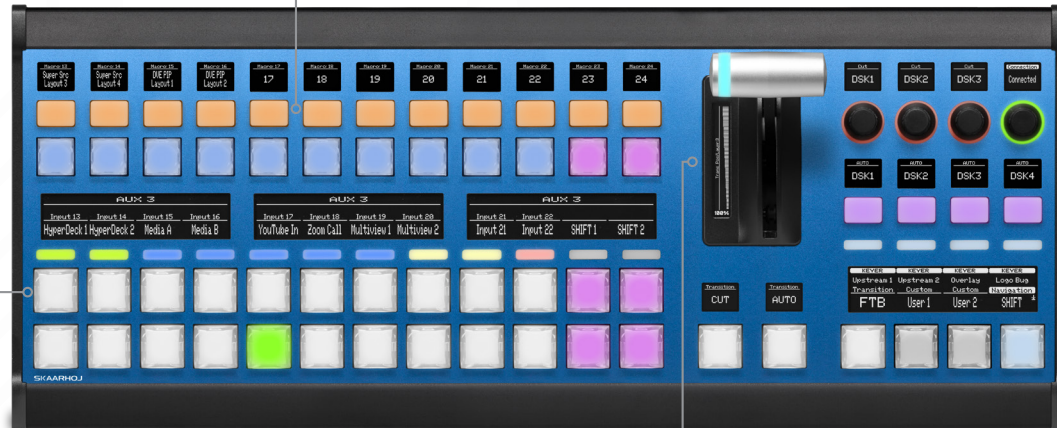 Macro 13 Macro 14 Macro 15 Macro 16 Macro 17 Macro 18 Macro 19 Macro 20 Macro 21 Macro 22 Macro 23 Macro 24
Super Src Super Src DVE PIP DVE PIP 17 18 19 20 21 22 23 24
Layout 3 Layout 4 Layout 1 Layout 2
Cut Cut Cut Connection
DSK1 DSK2 DSK3 Connected
100%
AUTO AUTO AUTO AUTO
DSK1 DSK2 DSK3 DSK4
AUX 3 AUX 3 AUX 3
Input 13 Input 14 Input 15 Input 16 Input 17 Input 18 Input 19 Input 20 Input 21 Input 22
HyperDeck 1 HyperDeck 2 Media A Media B YouTube In Zoom Call Multiview 1 Multiview 2 Input 21 Input 22 SHIFT 1 SHIFT 2
KEYER KEYER KEYER KEYER
Upstream 1 Upstream 2 Overlay Logo Bug
Transition Custom Custom Navigation
FTB User 1 User 2 SHIFT
Transition Transition
CUT AUTO
SKAARHOJ